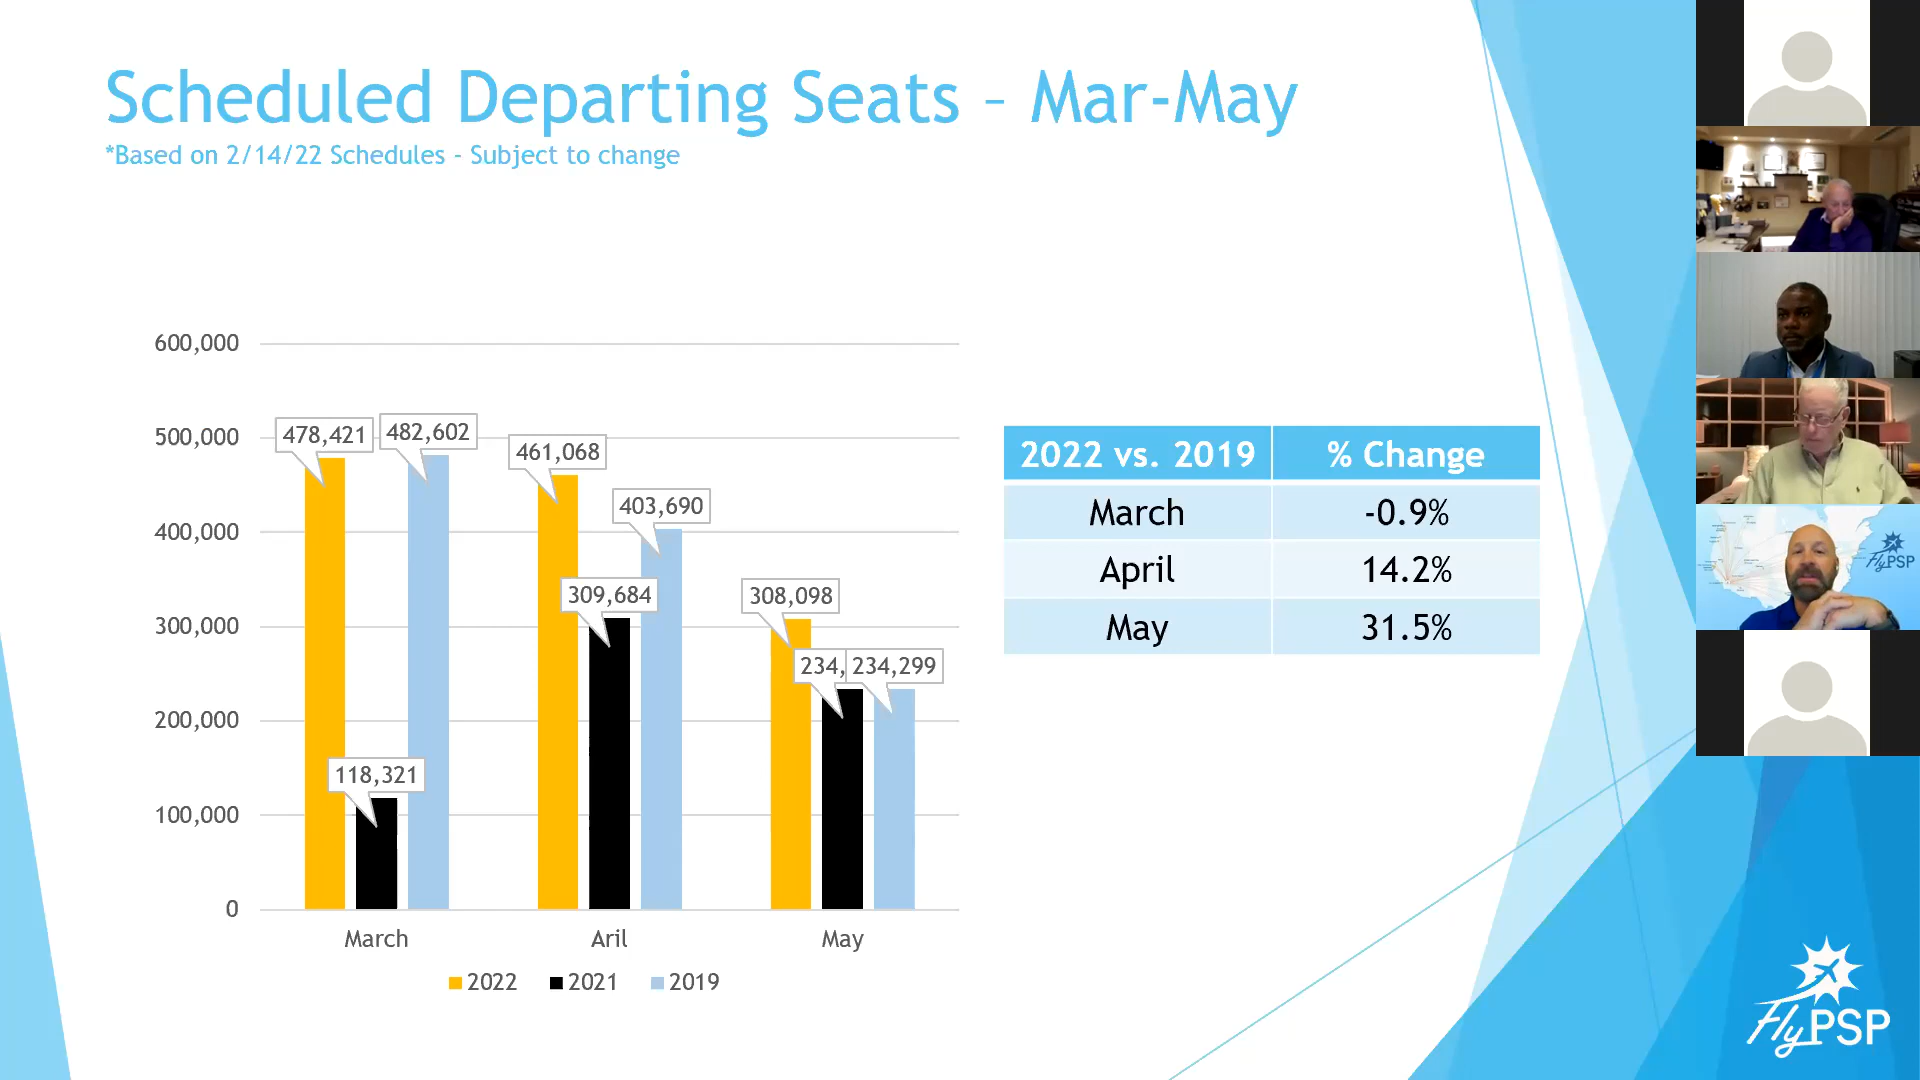 Scheduled Departing Seats – Mar-May
*Based on 2/14/22 Schedules - Subject to change
600,000
500,000
400,000
300,000
200,000
100,000
0
478,421
482,602
118,321
461,068
403,690
309,684
308,098
234,
234,299
March
Aril
May
2022
2021
2019
2022 vs. 2019 % Change
March -0.9%
April 14.2%
May 31.5%
FlyPSP
FlyPSP